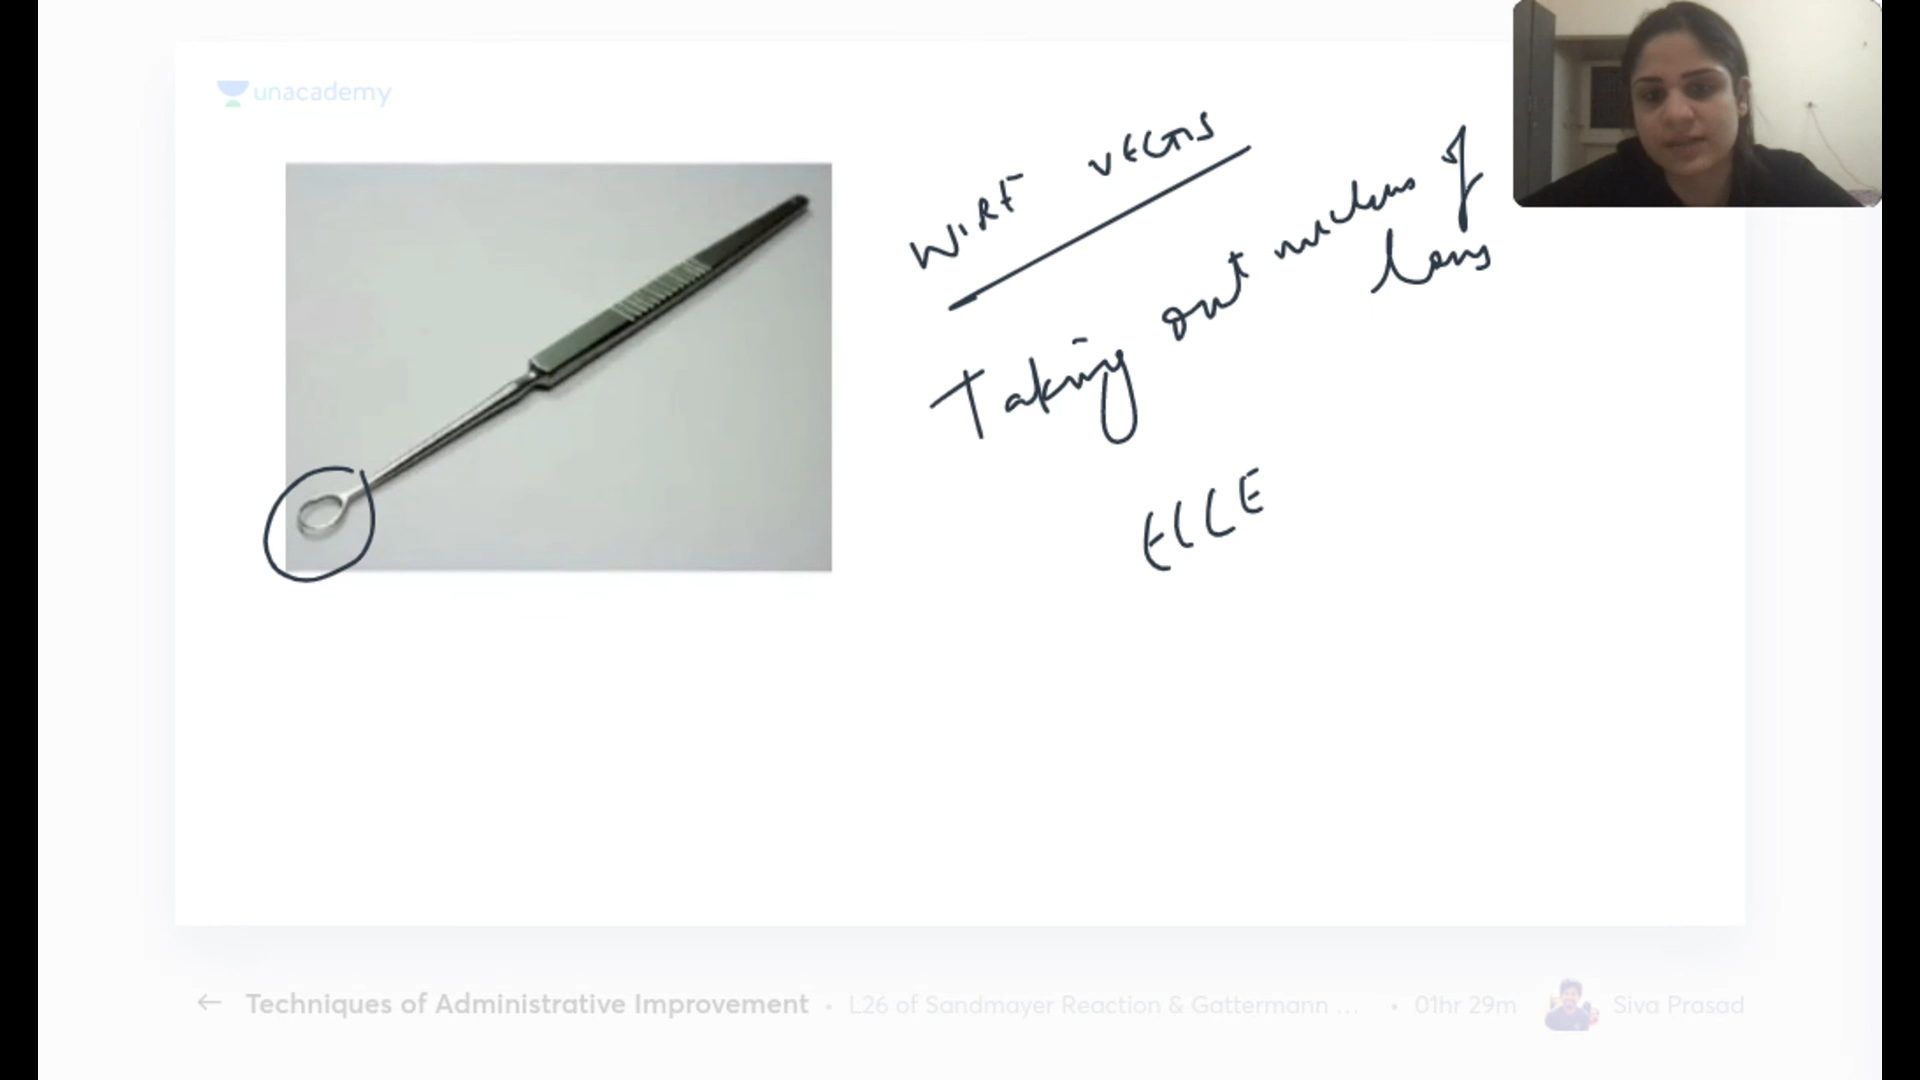 unacademy
WIRE VECTIS
Taking out nucleus of
lens
ECCE
← Techniques of Administrative Improvement • L26 of Sandmayer Reaction & Gattermann ... • 01hr 29m Siva Prasad